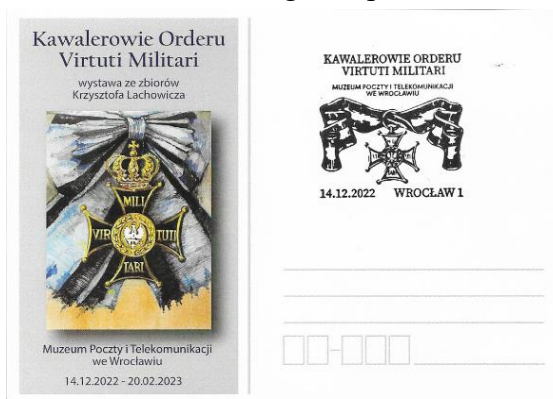 Kawalerowie Orderu
Virtuti Militari
wystawa ze zbiorów
Krzysztofa Lachowicza
MILI
VIR TUTI
TARI
Muzeum Poczty i Telekomunikacji
we Wrocławiu
14.12.2022 - 20.02.2023
KAWALEROWIE ORDERU
VIRTUTI MILITARI
MUZEUM POCZTY I TELEKOMUNIKACJI
WE WROCŁAWIU
14.12.2022 WROCŁAW 1